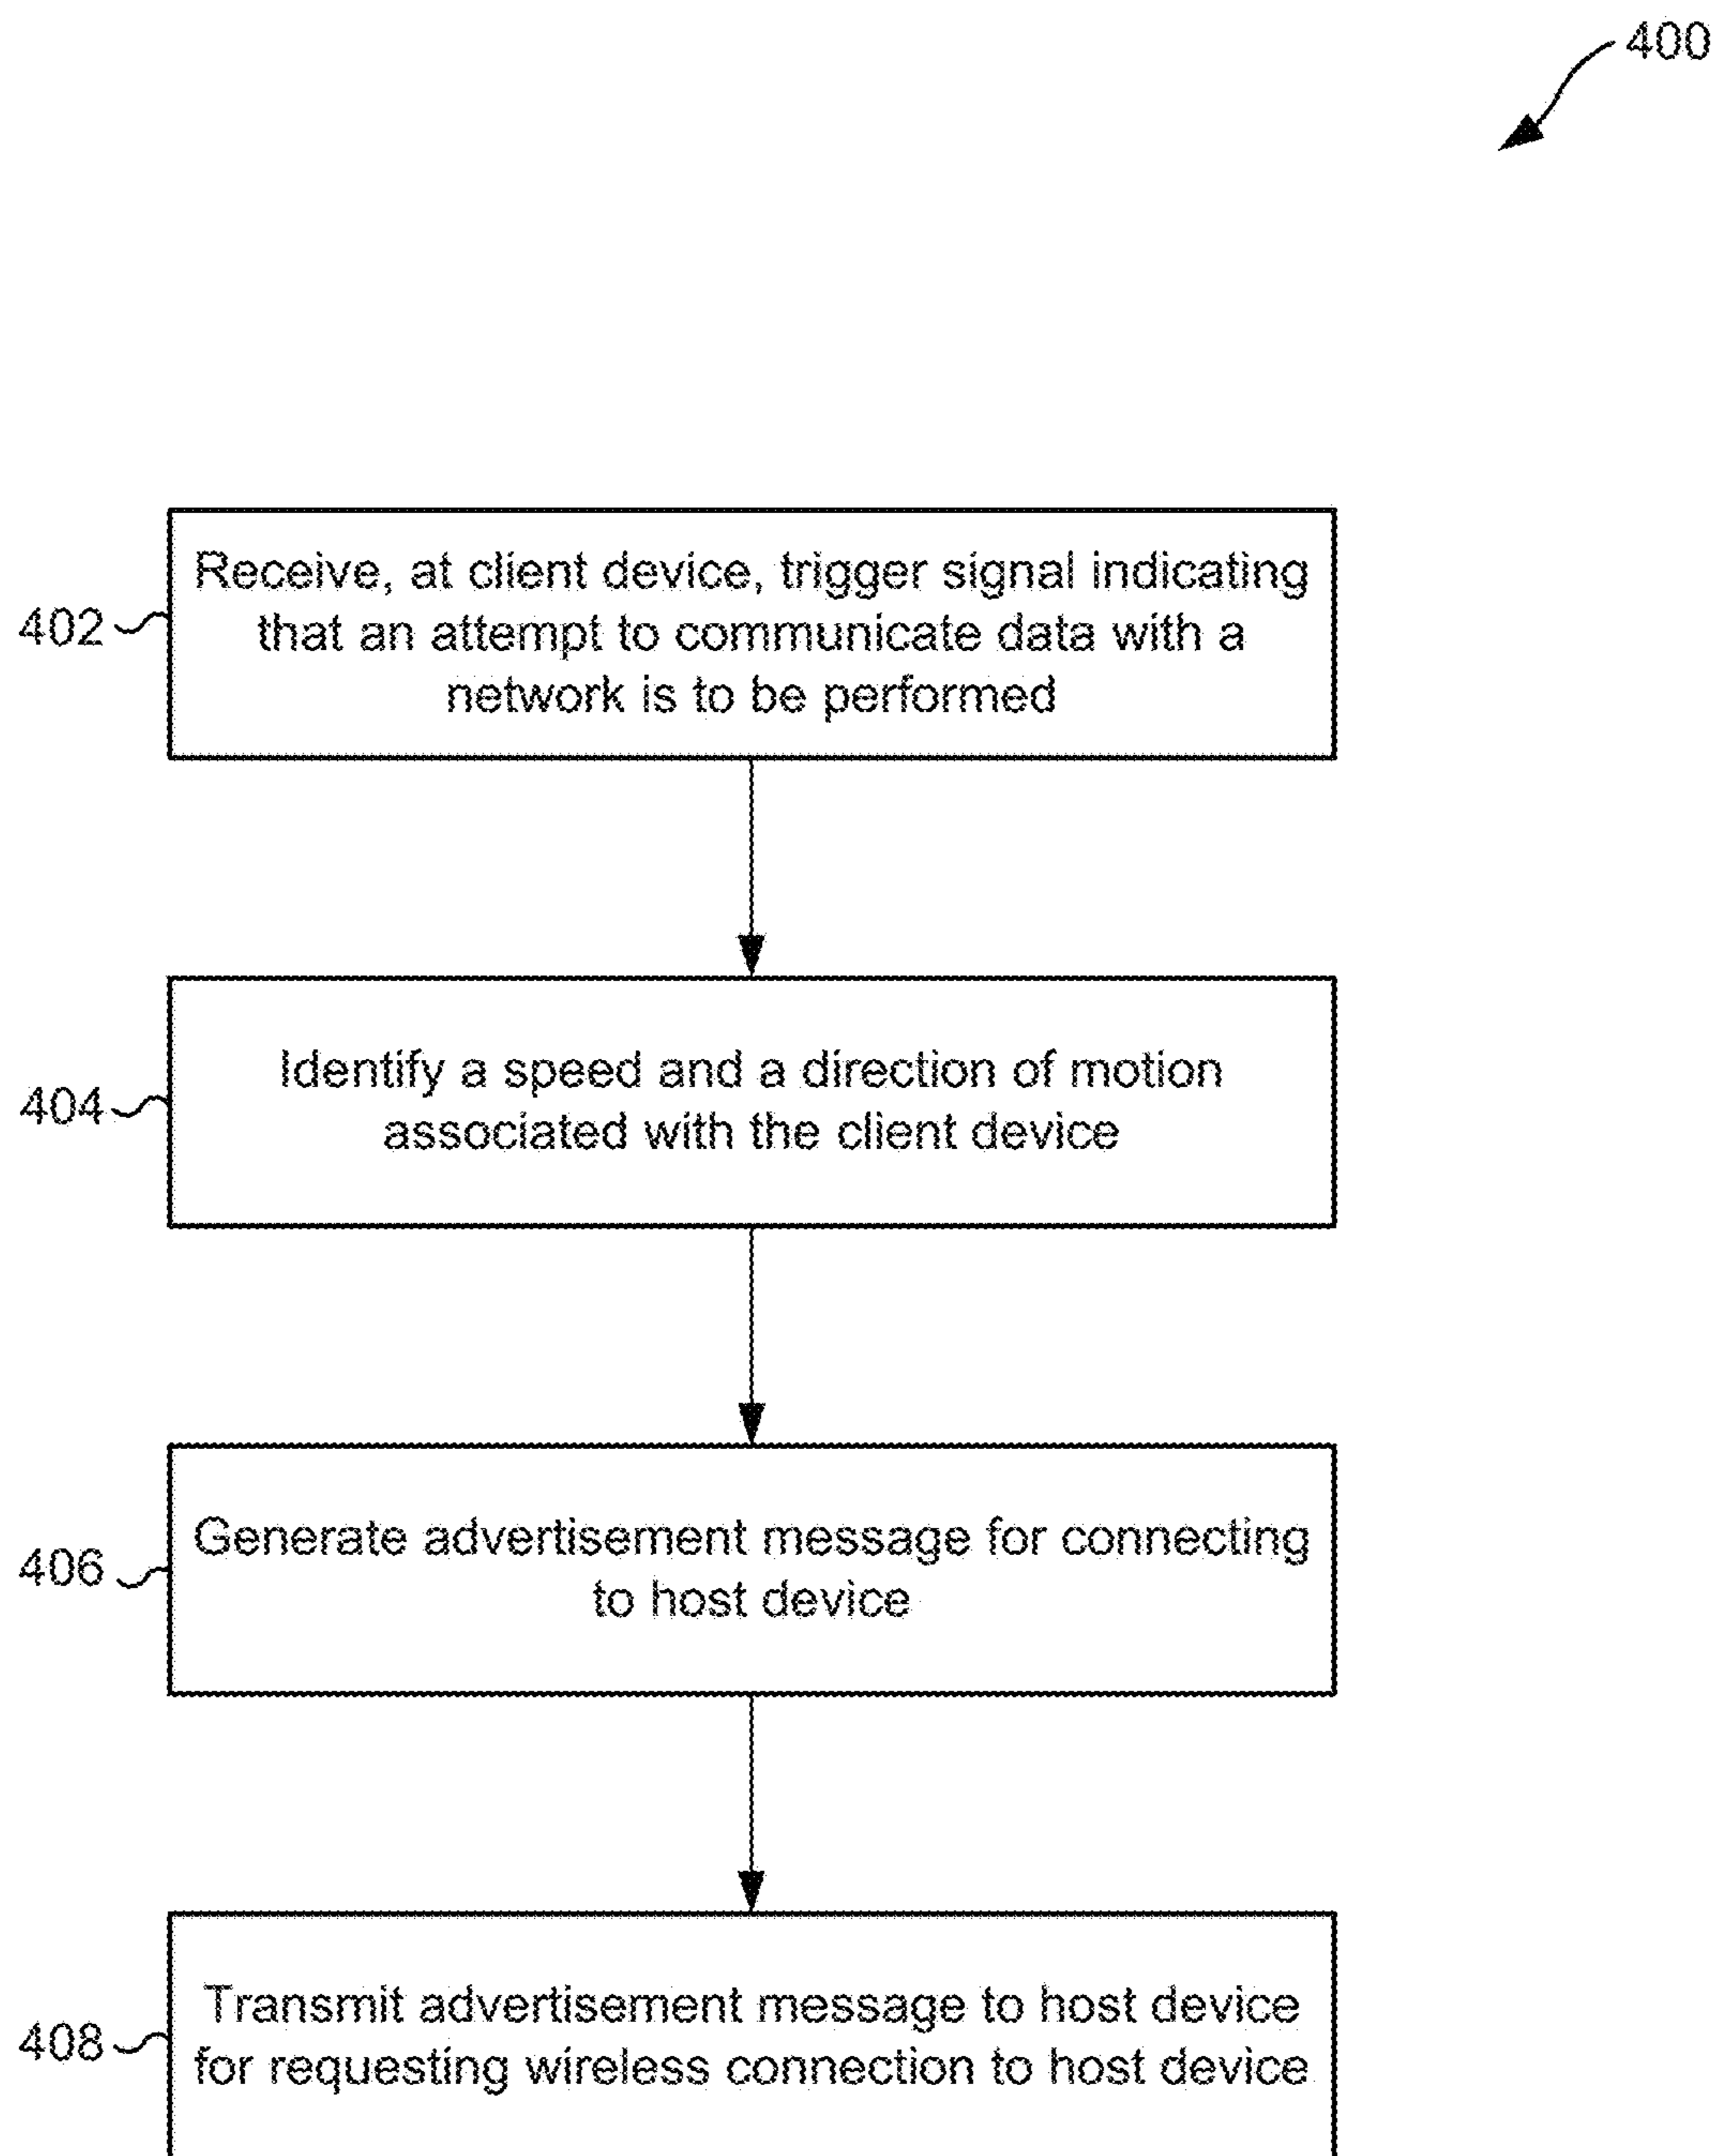 400
402
Receive, at client device, trigger signal indicating
that an attempt to communicate data with a
network is to be performed
404
Identify a speed and a direction of motion
associated with the client device
406
Generate advertisement message for connecting
to host device
408
Transmit advertisement message to host device
for requesting wireless connection to host device